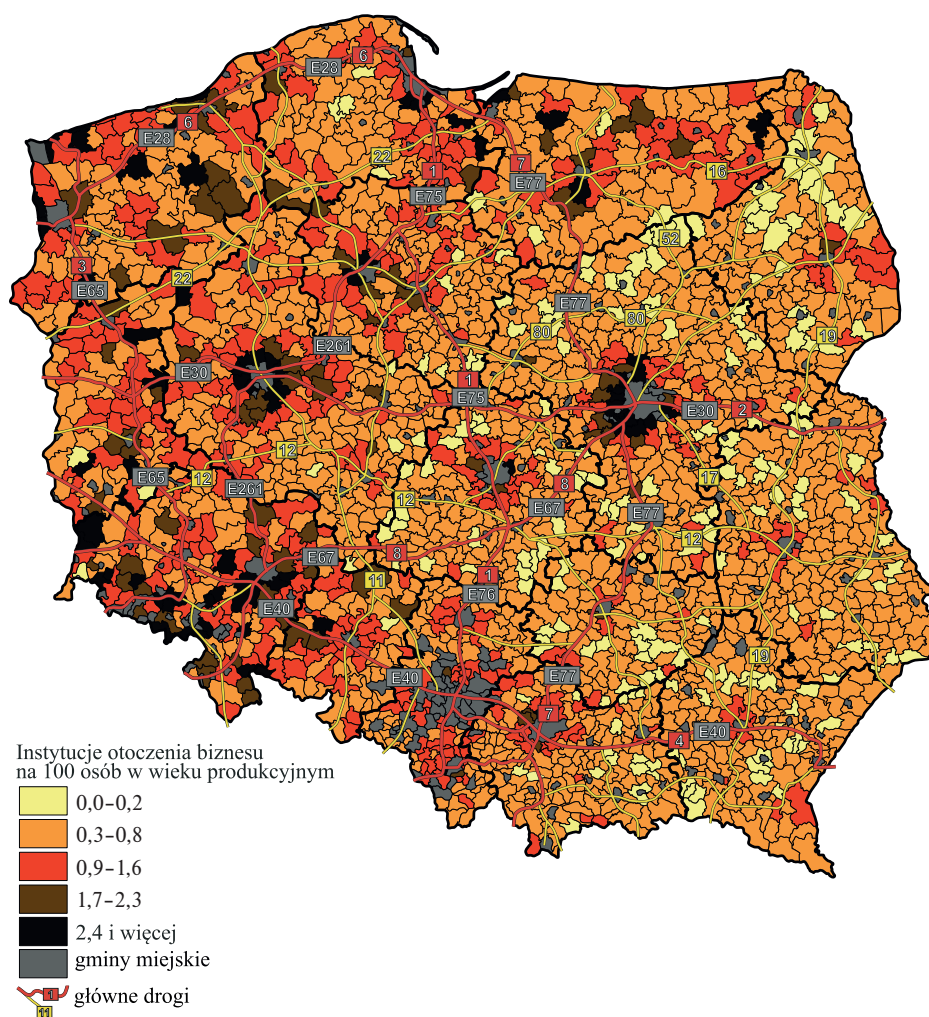 6
E28
6
E28
22
1
E75
7
E77
16
52
3
E65
22
E77
80
80
19
E261
E30
1
E75
E30
2
12
12
E65
E261
12
8
E67
17
E77
12
E67
8
11
1
E76
E40
19
E40
E77
7
4
E40
Instytucje otoczenia biznesu
na 100 osób w wieku produkcyjnym
0,0–0,2
0,3–0,8
0,9–1,6
1,7–2,3
2,4 i więcej
gminy miejskie
1
główne drogi
11